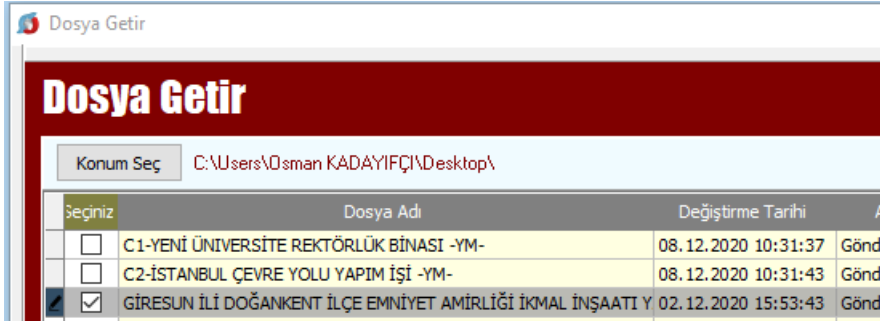 Dosya Getir
Dosya Getir
Konum Seç C:\Users\Osman KADAYIFÇI\Desktop\
Seçiniz Dosya Adı Değiştirme Tarihi A
C1-YENİ ÜNİVERSİTE REKTÖRLÜK BİNASI -YM- 08.12.2020 10:31:37 Gönd
C2-İSTANBUL ÇEVRE YOLU YAPIM İŞİ -YM- 08.12.2020 10:31:43 Gönd
GİRESUN İLİ DOĞANKENT İLÇE EMNİYET AMİRLİĞİ İKMAL İNŞAATI Y 02.12.2020 15:53:43 Gönd